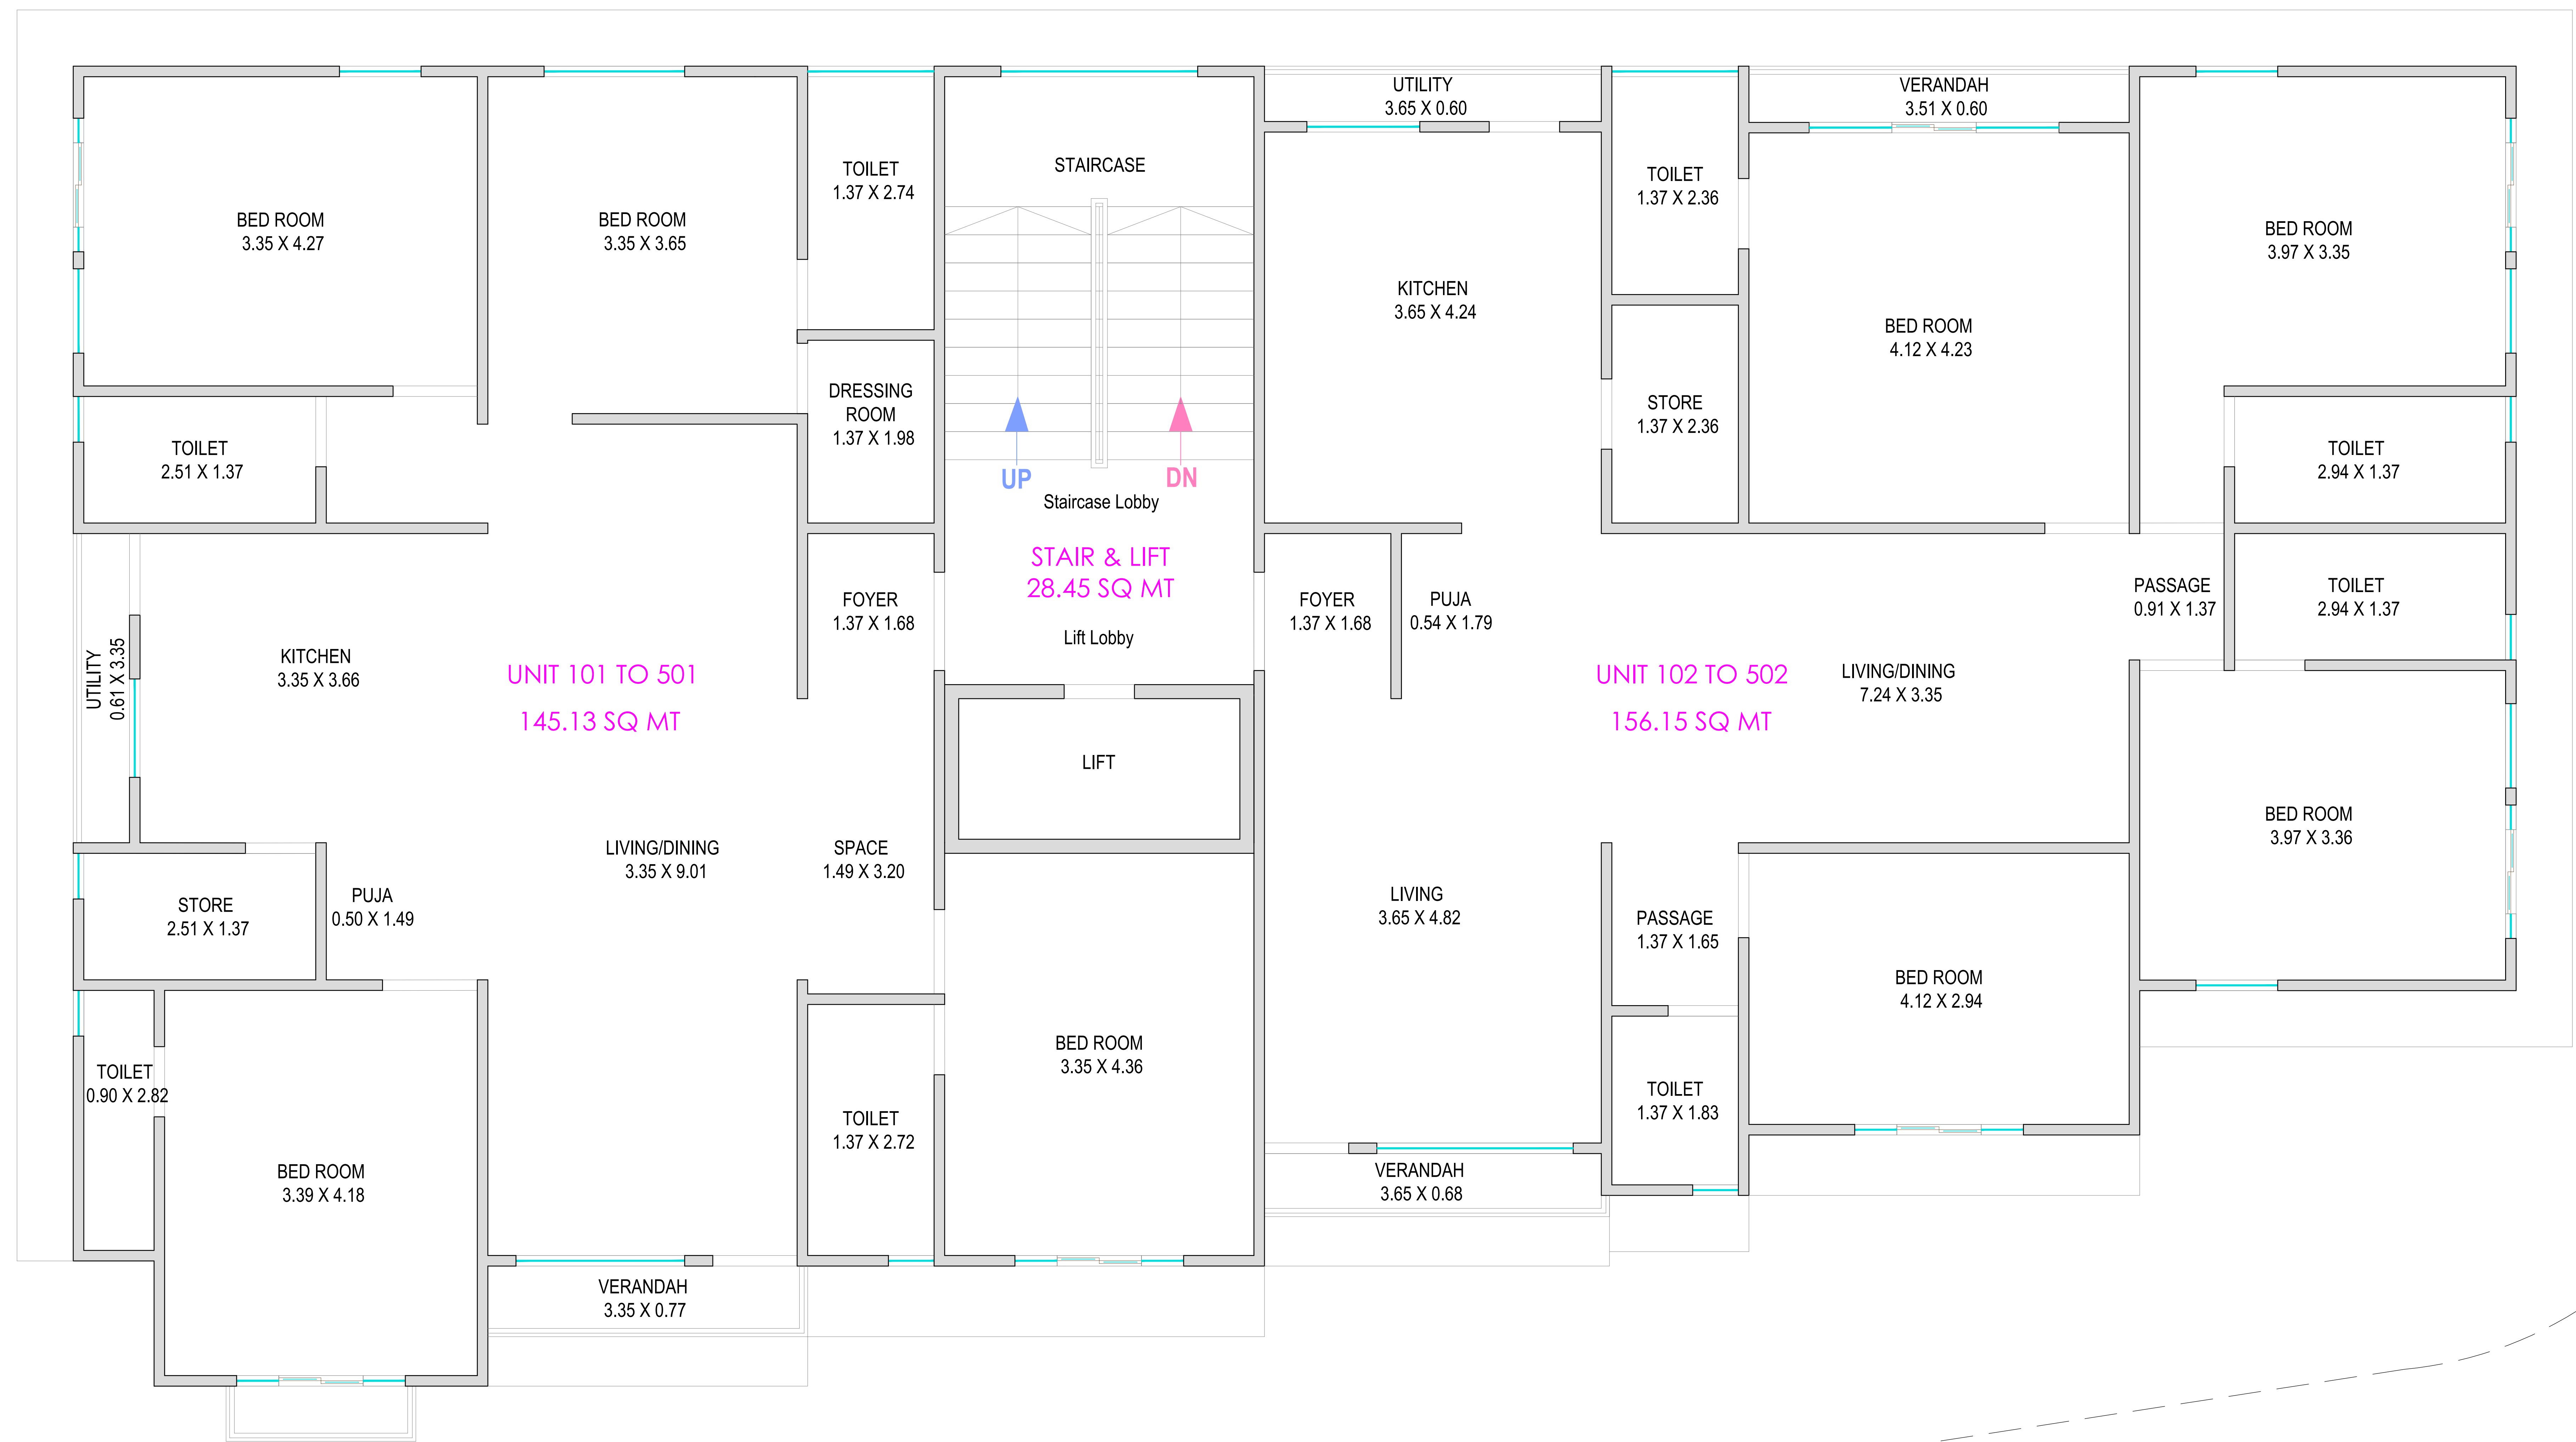 UTILITY
3.65 X 0.60
VERANDAH
3.51 X 0.60
BED ROOM
3.35 X 4.27
BED ROOM
3.35 X 3.65
TOILET
1.37 X 2.74
STAIRCASE
TOILET
1.37 X 2.36
BED ROOM
3.97 X 3.35
KITCHEN
3.65 X 4.24
BED ROOM
4.12 X 4.23
DRESSING
ROOM
1.37 X 1.98
STORE
1.37 X 2.36
TOILET
2.51 X 1.37
UP
DN
TOILET
2.94 X 1.37
Staircase Lobby
STAIR & LIFT
28.45 SQ MT
Lift Lobby
FOYER
1.37 X 1.68
FOYER
1.37 X 1.68
PUJA
0.54 X 1.79
PASSAGE
0.91 X 1.37
TOILET
2.94 X 1.37
UTILITY
0.61 X 3.35
KITCHEN
3.35 X 3.66
UNIT 101 TO 501
145.13 SQ MT
UNIT 102 TO 502
156.15 SQ MT
LIVING/DINING
7.24 X 3.35
LIFT
BED ROOM
3.97 X 3.36
LIVING/DINING
3.35 X 9.01
SPACE
1.49 X 3.20
STORE
2.51 X 1.37
PUJA
0.50 X 1.49
LIVING
3.65 X 4.82
PASSAGE
1.37 X 1.65
BED ROOM
4.12 X 2.94
TOILET
0.90 X 2.82
BED ROOM
3.35 X 4.36
TOILET
1.37 X 1.83
TOILET
1.37 X 2.72
BED ROOM
3.39 X 4.18
VERANDAH
3.65 X 0.68
VERANDAH
3.35 X 0.77